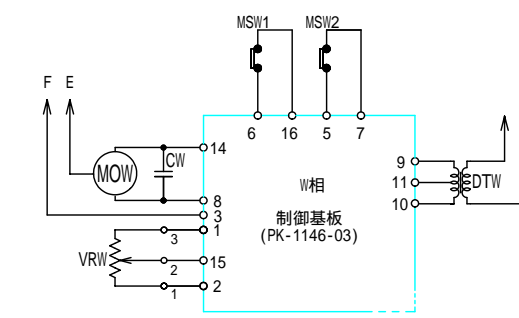 MSW1 MSW2
F E
6 16 5 7
14
CW
MOW
8
3
1
3
VRW
15
2
2
1
W相
制御基板
(PK-1146-03)
9
11
10
DTW